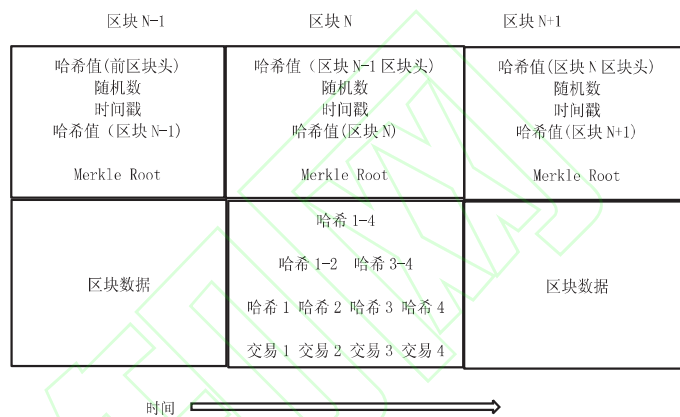 区块 N-1 区块 N 区块 N+1
哈希值(前区块头)
随机数
时间戳
哈希值（区块 N-1）
Merkle Root
哈希值（区块 N-1 区块头）
随机数
时间戳
哈希值(区块 N)
Merkle Root
哈希值(区块 N 区块头)
随机数
时间戳
哈希值(区块 N+1)
Merkle Root
区块数据
哈希 1-4
哈希 1-2 哈希 3-4
哈希 1 哈希 2 哈希 3 哈希 4
交易 1 交易 2 交易 3 交易 4
区块数据
时间